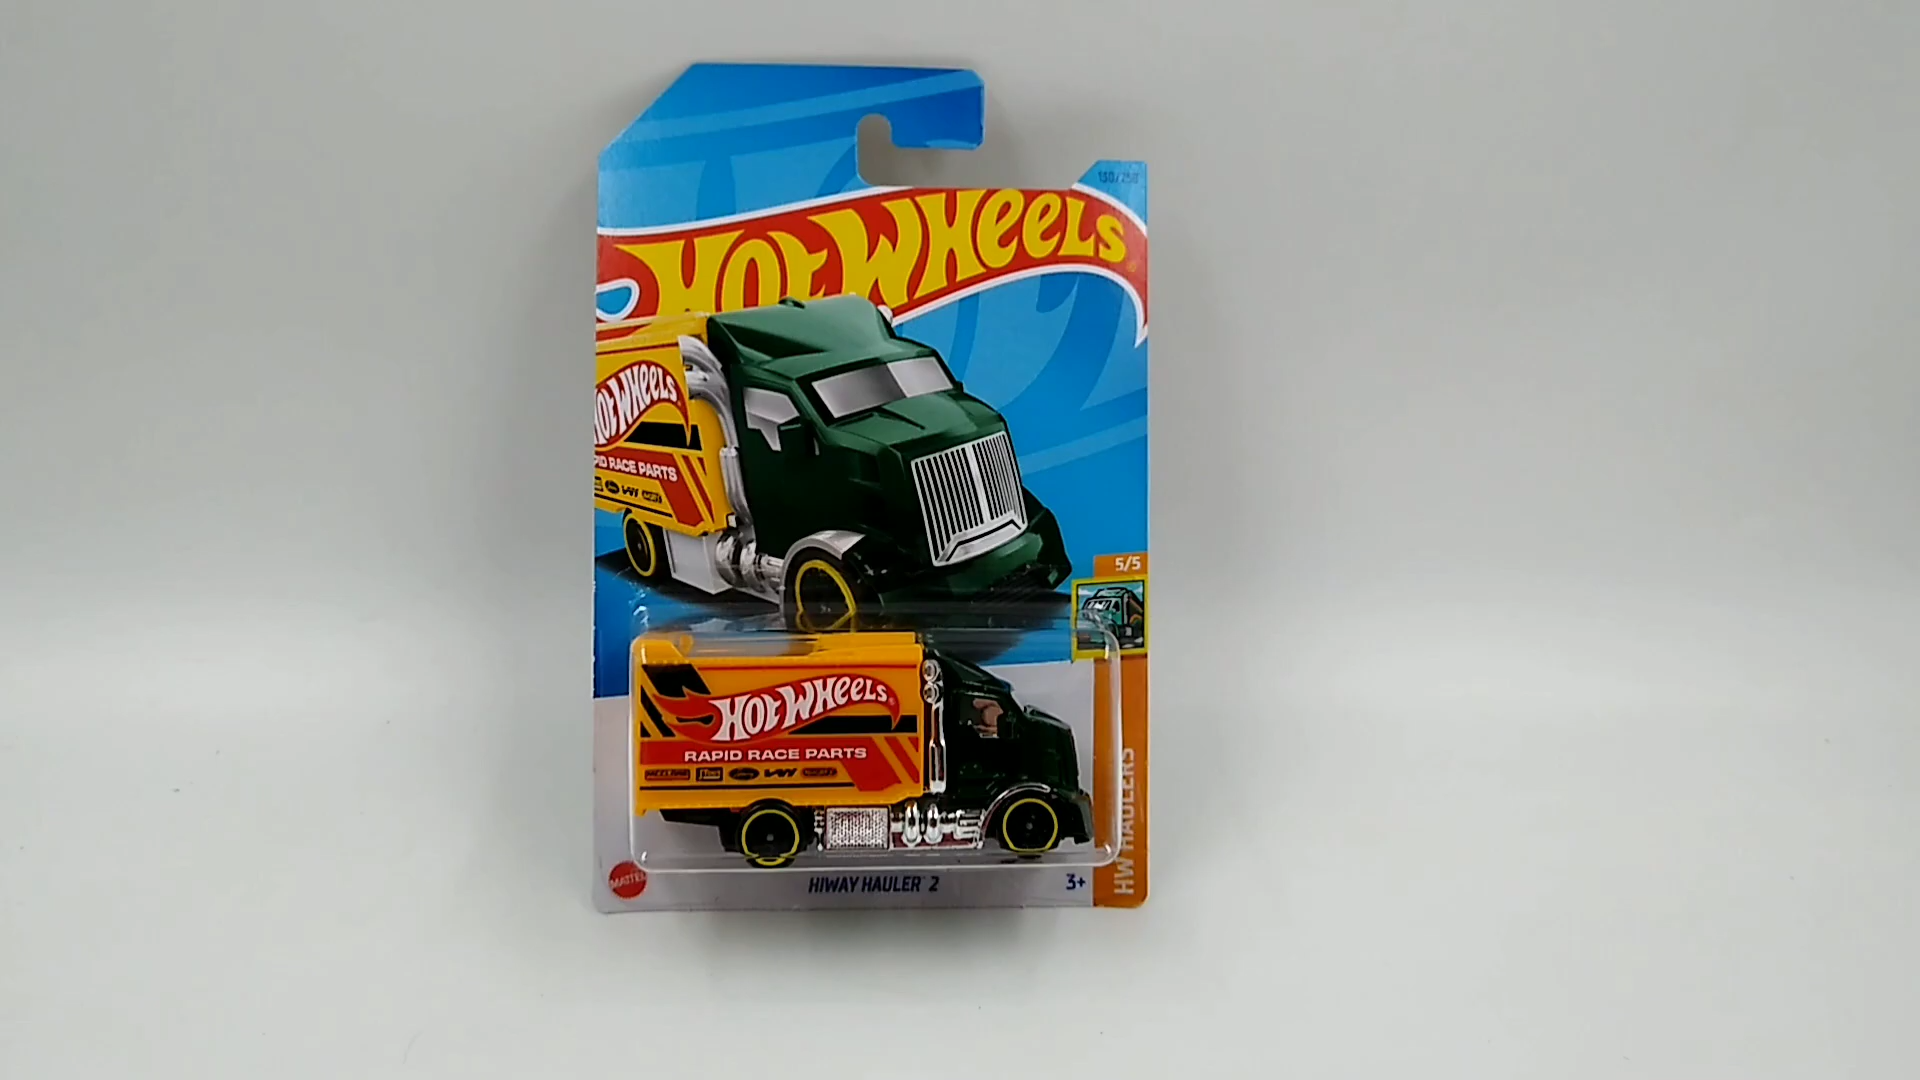 HOT WHEELS
HOT WHEELS
RAPID RACE PARTS
5/5
HOT WHEELS
RAPID RACE PARTS
HW HAULERS
MATTEL
HIWAY HAULER 2
3+